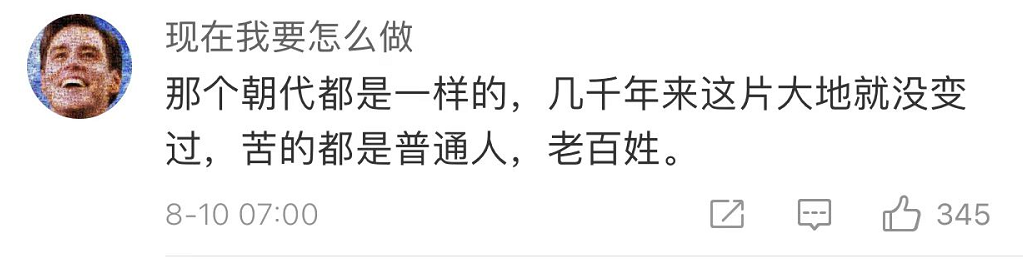 现在我要怎么做
那个朝代都是一样的，几千年来这片大地就没变
过，苦的都是普通人，老百姓。
8-10 07:00
345